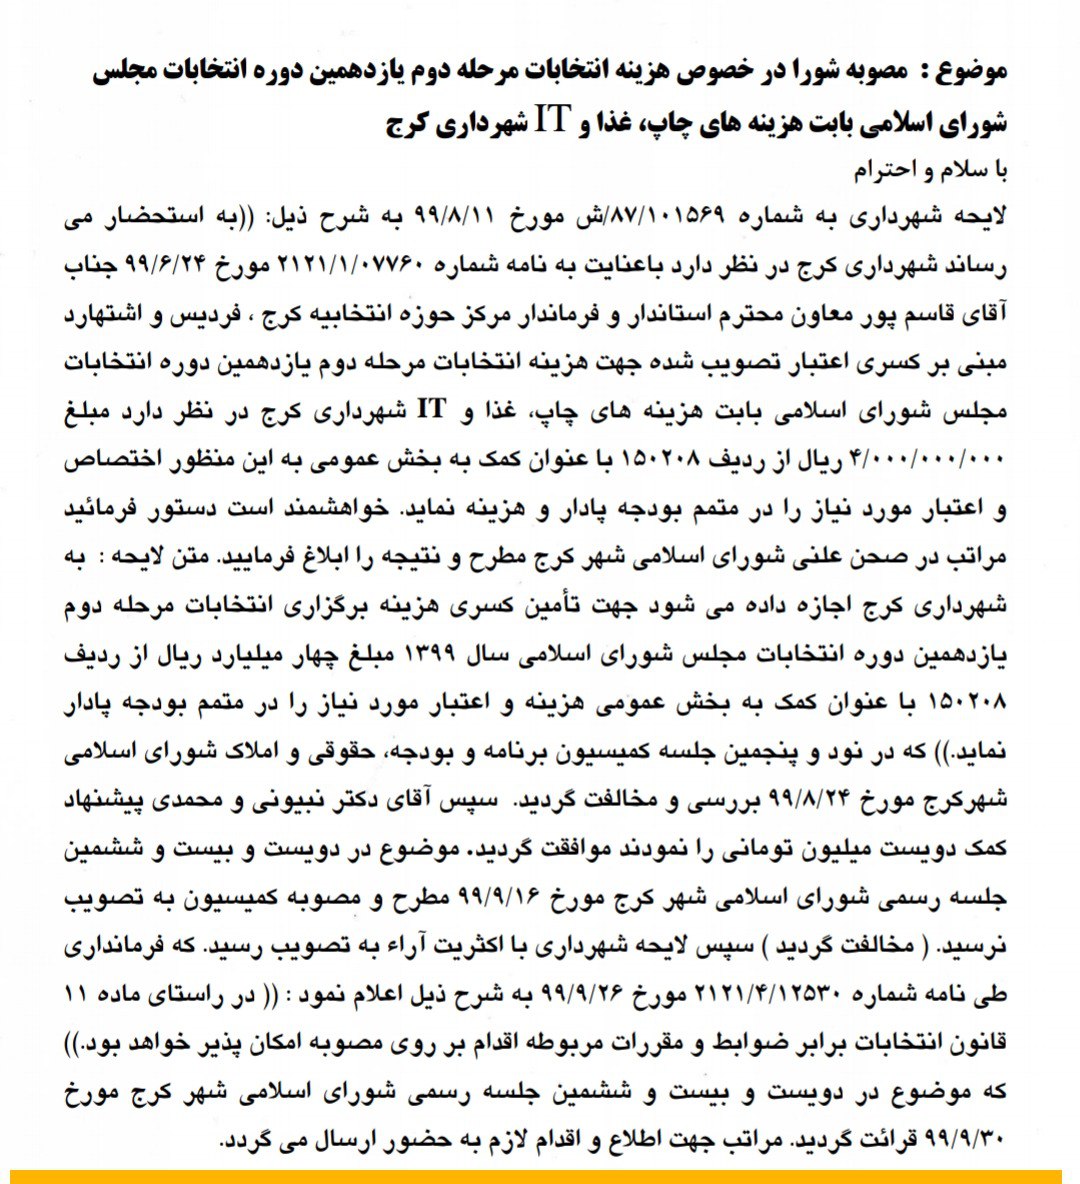 موضوع : مصوبه شورا در خصوص هزینه انتخابات مرحله دوم یازدهمین دوره انتخابات مجلس
شورای اسلامی بابت هزینه های چاپ، غذا و IT شهرداری کرج
با سلام و احترام
لایحه شهرداری به شماره ۸۷/۱۰۱۵۶۹/ش مورخ ۹۹/۸/۱۱ به شرح ذیل: ((به استحضار می
رساند شهرداری کرج در نظر دارد باعنایت به نامه شماره ۲۱۲۱/۱/۰۷۷۶۰ مورخ ۹۹/۶/۲۴ جناب
آقای قاسم پور معاون محترم استاندار و فرماندار مرکز حوزه انتخابیه کرج ، فردیس و اشتهارد
مبنی بر کسری اعتبار تصویب شده جهت هزینه انتخابات مرحله دوم یازدهمین دوره انتخابات
مجلس شورای اسلامی بابت هزینه های چاپ، غذا و IT شهرداری کرج در نظر دارد مبلغ
۴/۰۰۰/۰۰۰/۰۰۰ ریال از ردیف ۱۵۰۲۰۸ با عنوان کمک به بخش عمومی به این منظور اختصاص
و اعتبار مورد نیاز را در متمم بودجه پادار و هزینه نماید. خواهشمند است دستور فرمائید
مراتب در صحن علنی شورای اسلامی شهر کرج مطرح و نتیجه را ابلاغ فرمایید. متن لایحه : به
شهرداری کرج اجازه داده می شود جهت تأمین کسری هزینه برگزاری انتخابات مرحله دوم
یازدهمین دوره انتخابات مجلس شورای اسلامی سال ۱۳۹۹ مبلغ چهار میلیارد ریال از ردیف
۱۵۰۲۰۸ با عنوان کمک به بخش عمومی هزینه و اعتبار مورد نیاز را در متمم بودجه پادار
نماید.)) که در نود و پنجمین جلسه کمیسیون برنامه و بودجه، حقوقی و املاک شورای اسلامی
شهرکرج مورخ ۹۹/۸/۲۴ بررسی و مخالفت گردید. سپس آقای دکتر نبیونی و محمدی پیشنهاد
کمک دویست میلیون تومانی را نمودند موافقت گردید. موضوع در دویست و بیست و ششمین
جلسه رسمی شورای اسلامی شهر کرج مورخ ۹۹/۹/۱۶ مطرح و مصوبه کمیسیون به تصویب
نرسید. ( مخالفت گردید ) سپس لایحه شهرداری با اکثریت آراء به تصویب رسید. که فرمانداری
طی نامه شماره ۲۱۲۱/۴/۱۲۵۳۰ مورخ ۹۹/۹/۲۶ به شرح ذیل اعلام نمود : (( در راستای ماده ۱۱
قانون انتخابات برابر ضوابط و مقررات مربوطه اقدام بر روی مصوبه امکان پذیر خواهد بود.))
که موضوع در دویست و بیست و ششمین جلسه رسمی شورای اسلامی شهر کرج مورخ
۹۹/۹/۳۰ قرائت گردید. مراتب جهت اطلاع و اقدام لازم به حضور ارسال می گردد.